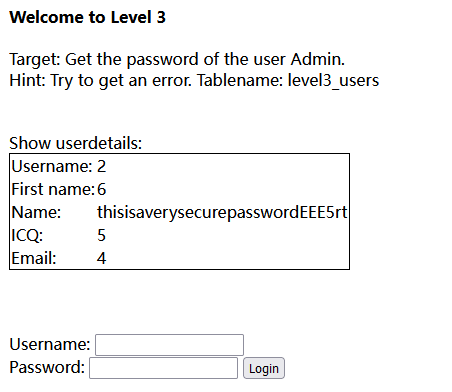 Welcome to Level 3
Target: Get the password of the user Admin.
Hint: Try to get an error. Tablename: level3_users
Show userdetails:
Username: 2
First name: 6
Name: thisisaverysecurepasswordEEE5rt
ICQ: 5
Email: 4
Username:
Password: Login